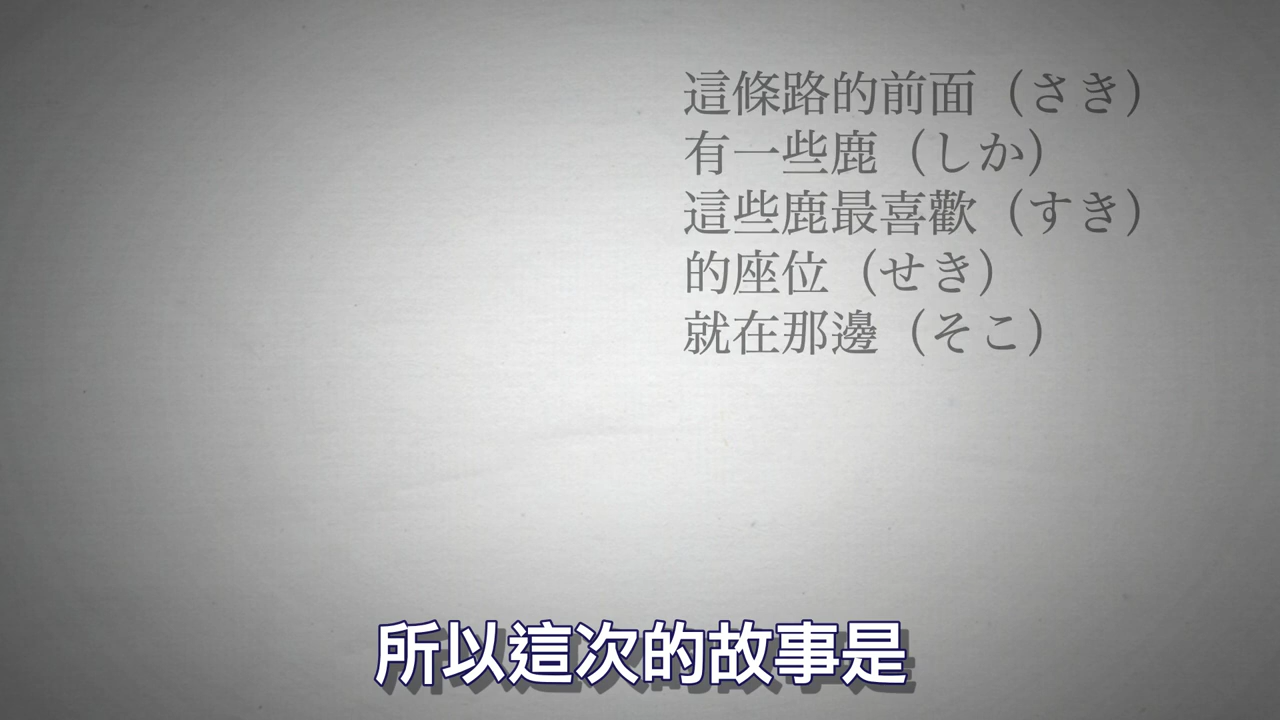 這條路的前面（さき）
有一些鹿（しか）
這些鹿最喜歡（すき）
的座位（せき）
就在那邊（そこ）
所以這次的故事是